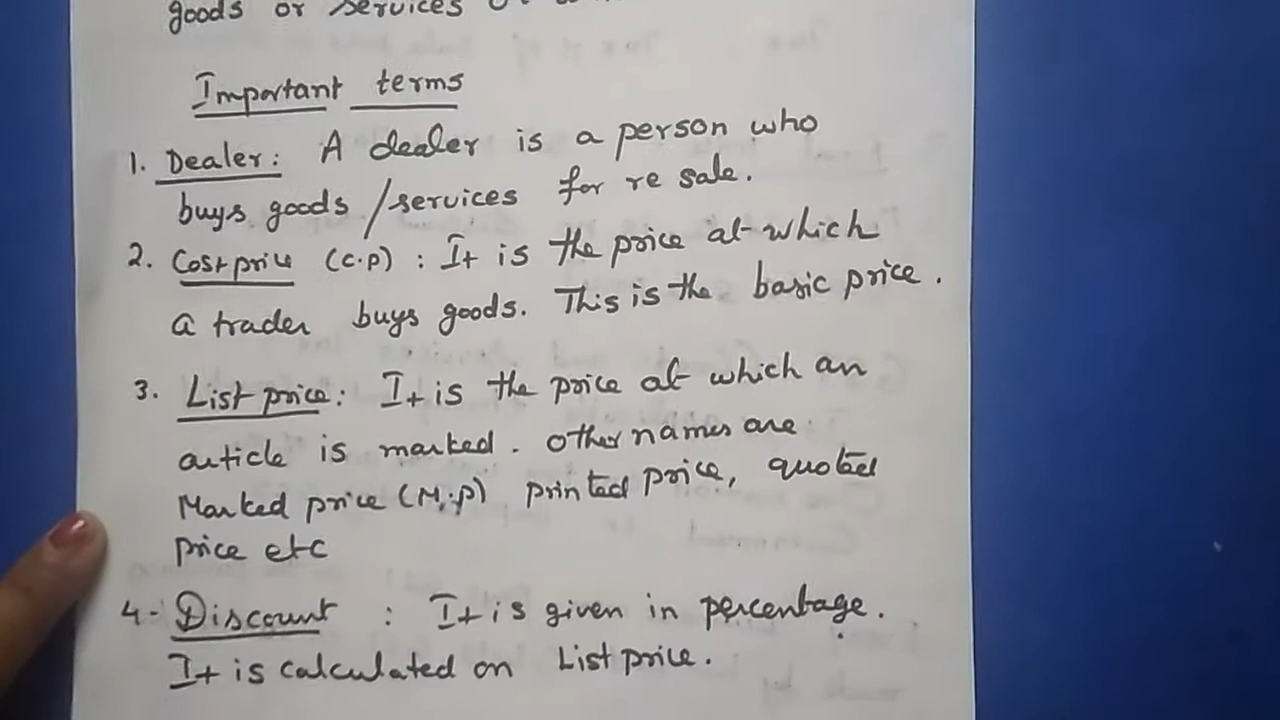 goods or services
Important terms
1. Dealer: A dealer is a person who
buys goods/services for re sale.
2. Cost price (C.P) : It is the price at which
a trader buys goods. This is the basic price.
3. List price: It is the price at which an
article is marked. Other names are
Marked price (M.P) printed price, quoted
price etc
4- Discount : It is given in percentage.
It is calculated on List price.